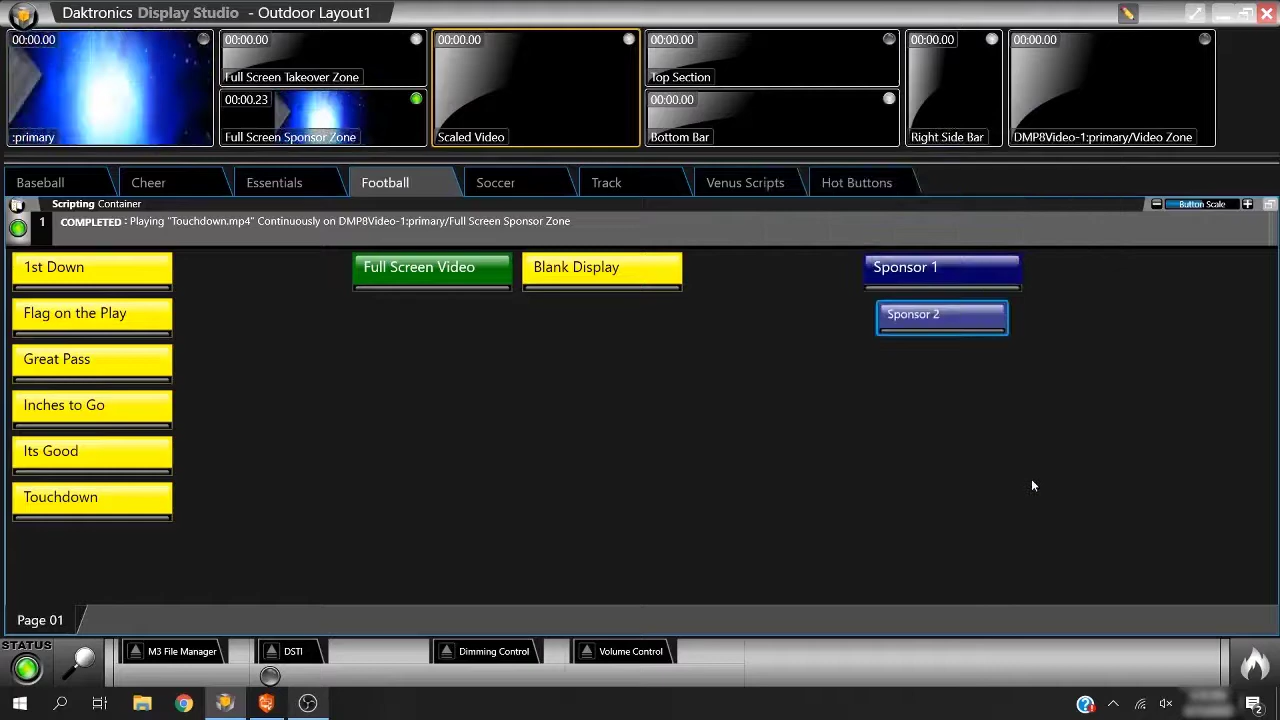 Daktronics Display Studio - Outdoor Layout1
00:00.00
:primary
00:00.00
Full Screen Takeover Zone
00:00.23
Full Screen Sponsor Zone
00:00.00
Scaled Video
00:00.00
Top Section
00:00.00
Bottom Bar
00:00.00
Right Side Bar
00:00.00
DMP8Video-1:primary/Video Zone
Baseball
Cheer
Essentials
Football
Soccer
Track
Venus Scripts
Hot Buttons
Scripting Container
Button Scale
1
COMPLETED : Playing "Touchdown.mp4" Continuously on DMP8Video-1:primary/Full Screen Sponsor Zone
1st Down
Full Screen Video
Blank Display
Sponsor 1
Flag on the Play
Sponsor 2
Great Pass
Inches to Go
Its Good
Touchdown
Page 01
STATUS
M3 File Manager
DSTI
Dimming Control
Volume Control
2